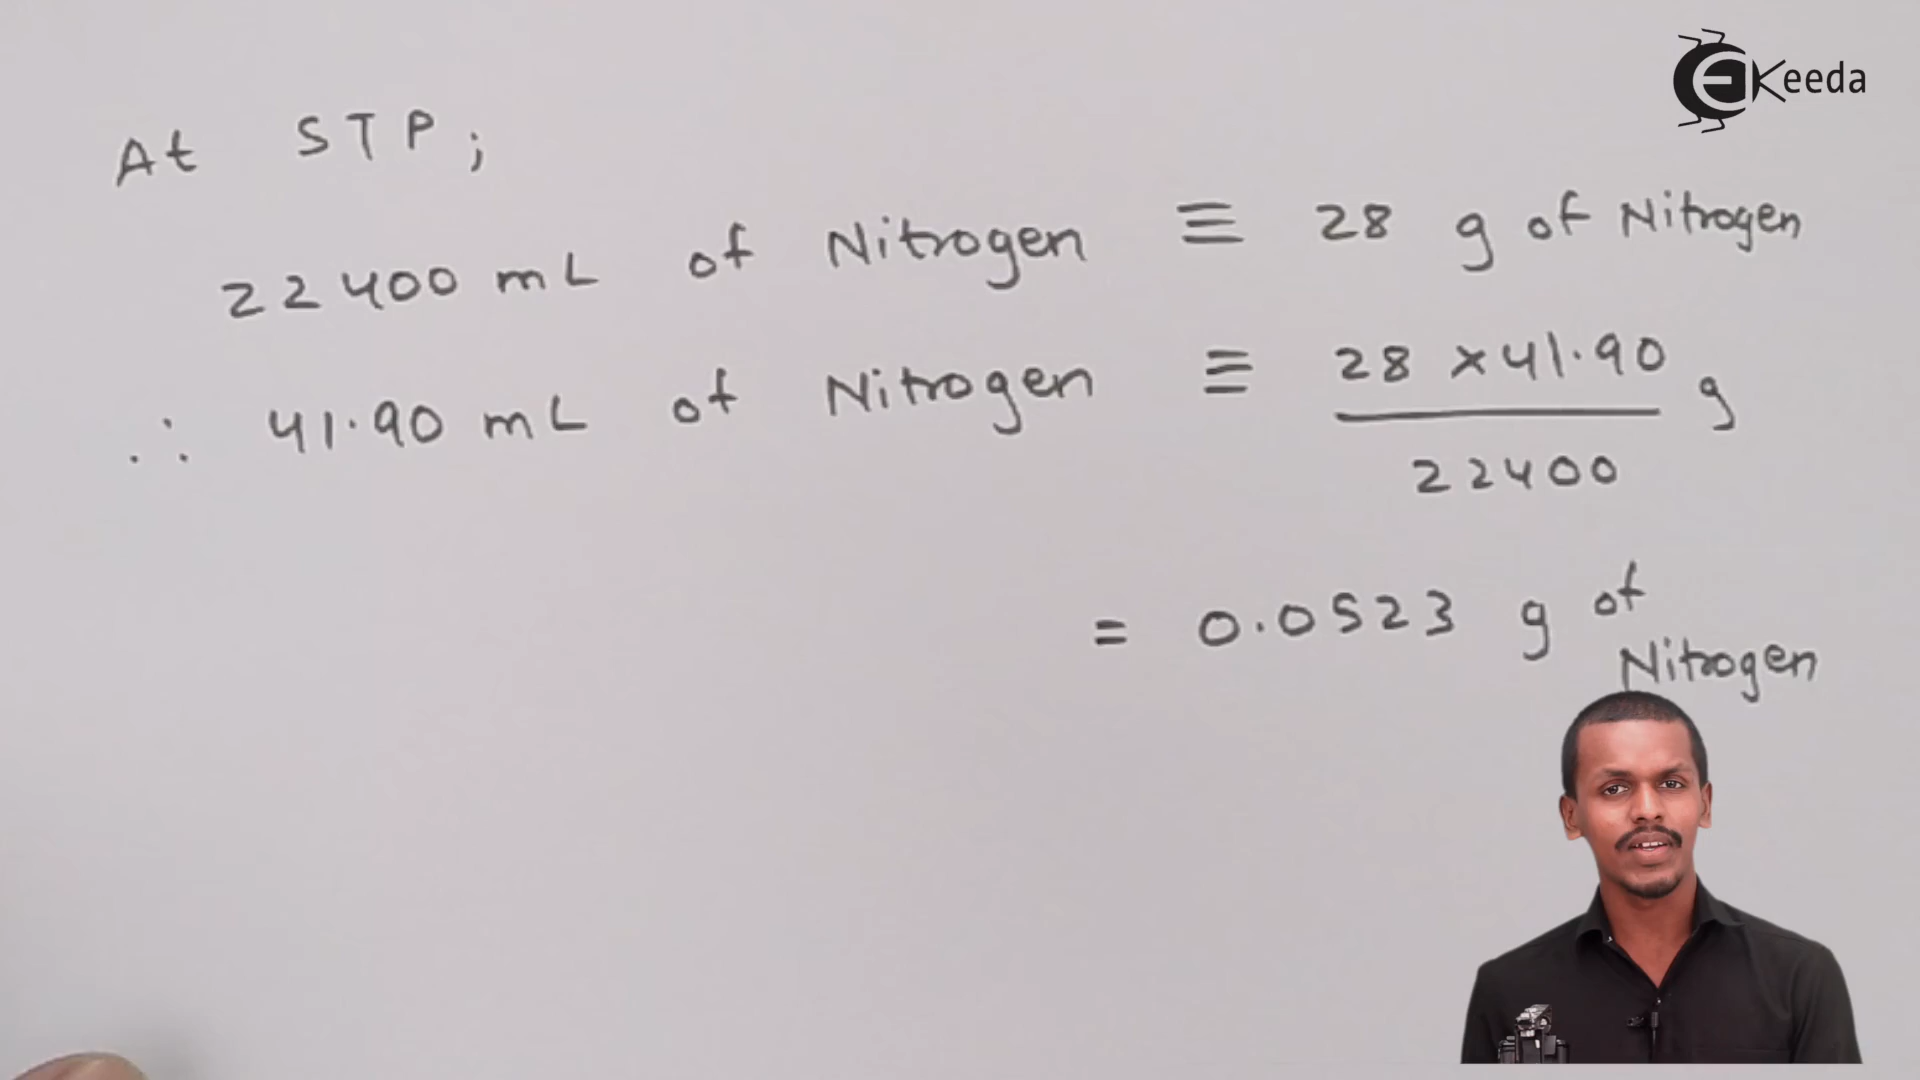 EKeeda
At STP;
22400 mL of Nitrogen ≡ 28 g of Nitrogen
∴ 41.90 mL of Nitrogen ≡ 28 × 41.90 g
22400
= 0.0523 g of
Nitrogen